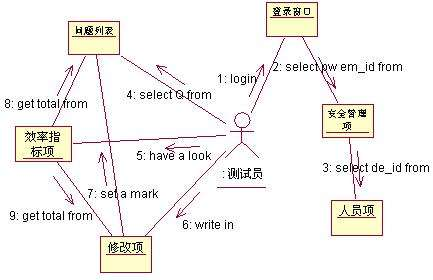 问题列表
登录窗口
1: login
2: select pw em_id from
8: get total from
4: select Q from
安全管理
项
效率指
标项
5: have a look
: 测试员
3: select de_id from
7: set a mark
9: get total from
6: write in
人员项
修改项